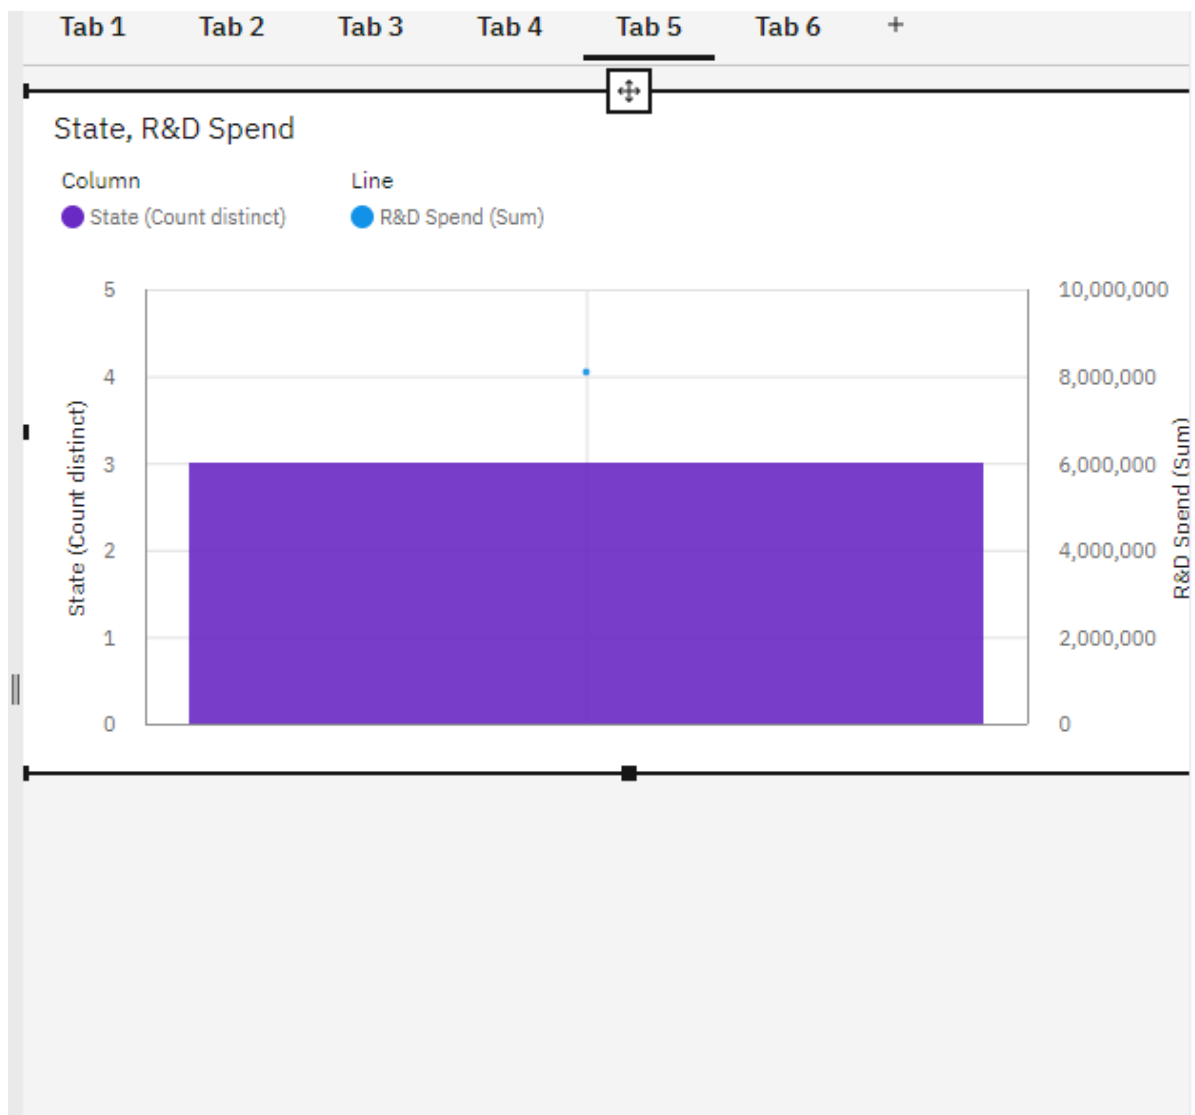 Tab 1 Tab 2 Tab 3 Tab 4 Tab 5 Tab 6 +
State, R&D Spend
Column Line
State (Count distinct) R&D Spend (Sum)
5 10,000,000
4 8,000,000
3 6,000,000
2 4,000,000
1 2,000,000
0 0
State (Count distinct)
R&D Spend (Sum)